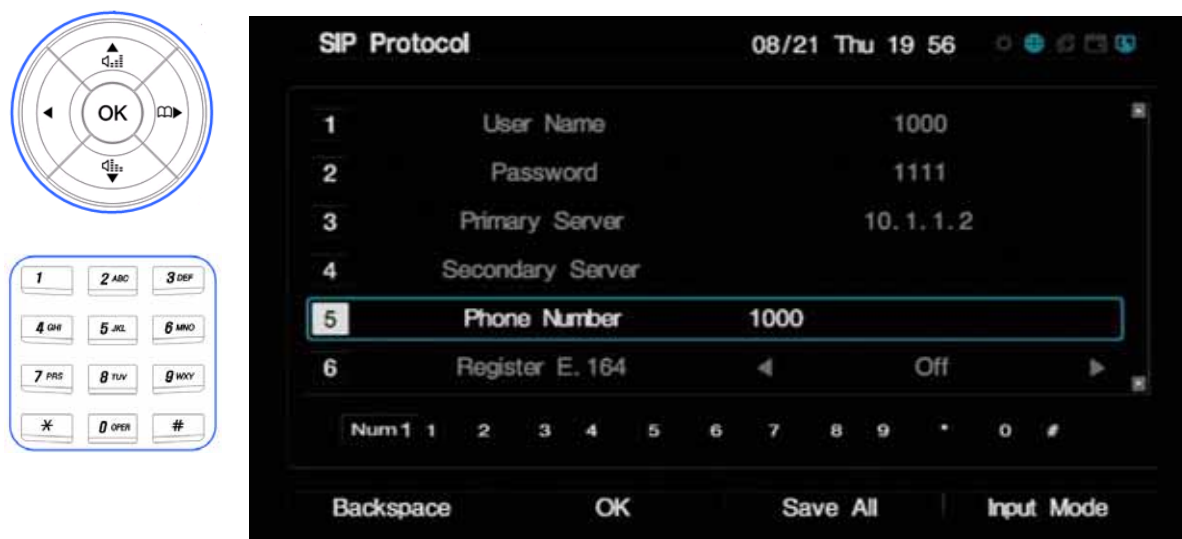 OK
1
2 ABC
3 DEF
4 GHI
5 JKL
6 MNO
7 PRS
8 TUV
9 WXY
*
0 OPER
#
SIP Protocol 08/21 Thu 19 56
1 User Name 1000
2 Password 1111
3 Primary Server 10.1.1.2
4 Secondary Server
5 Phone Number 1000
6 Register E.164 Off
Num1 1 2 3 4 5 6 7 8 9 * 0 #
Backspace OK Save All Input Mode